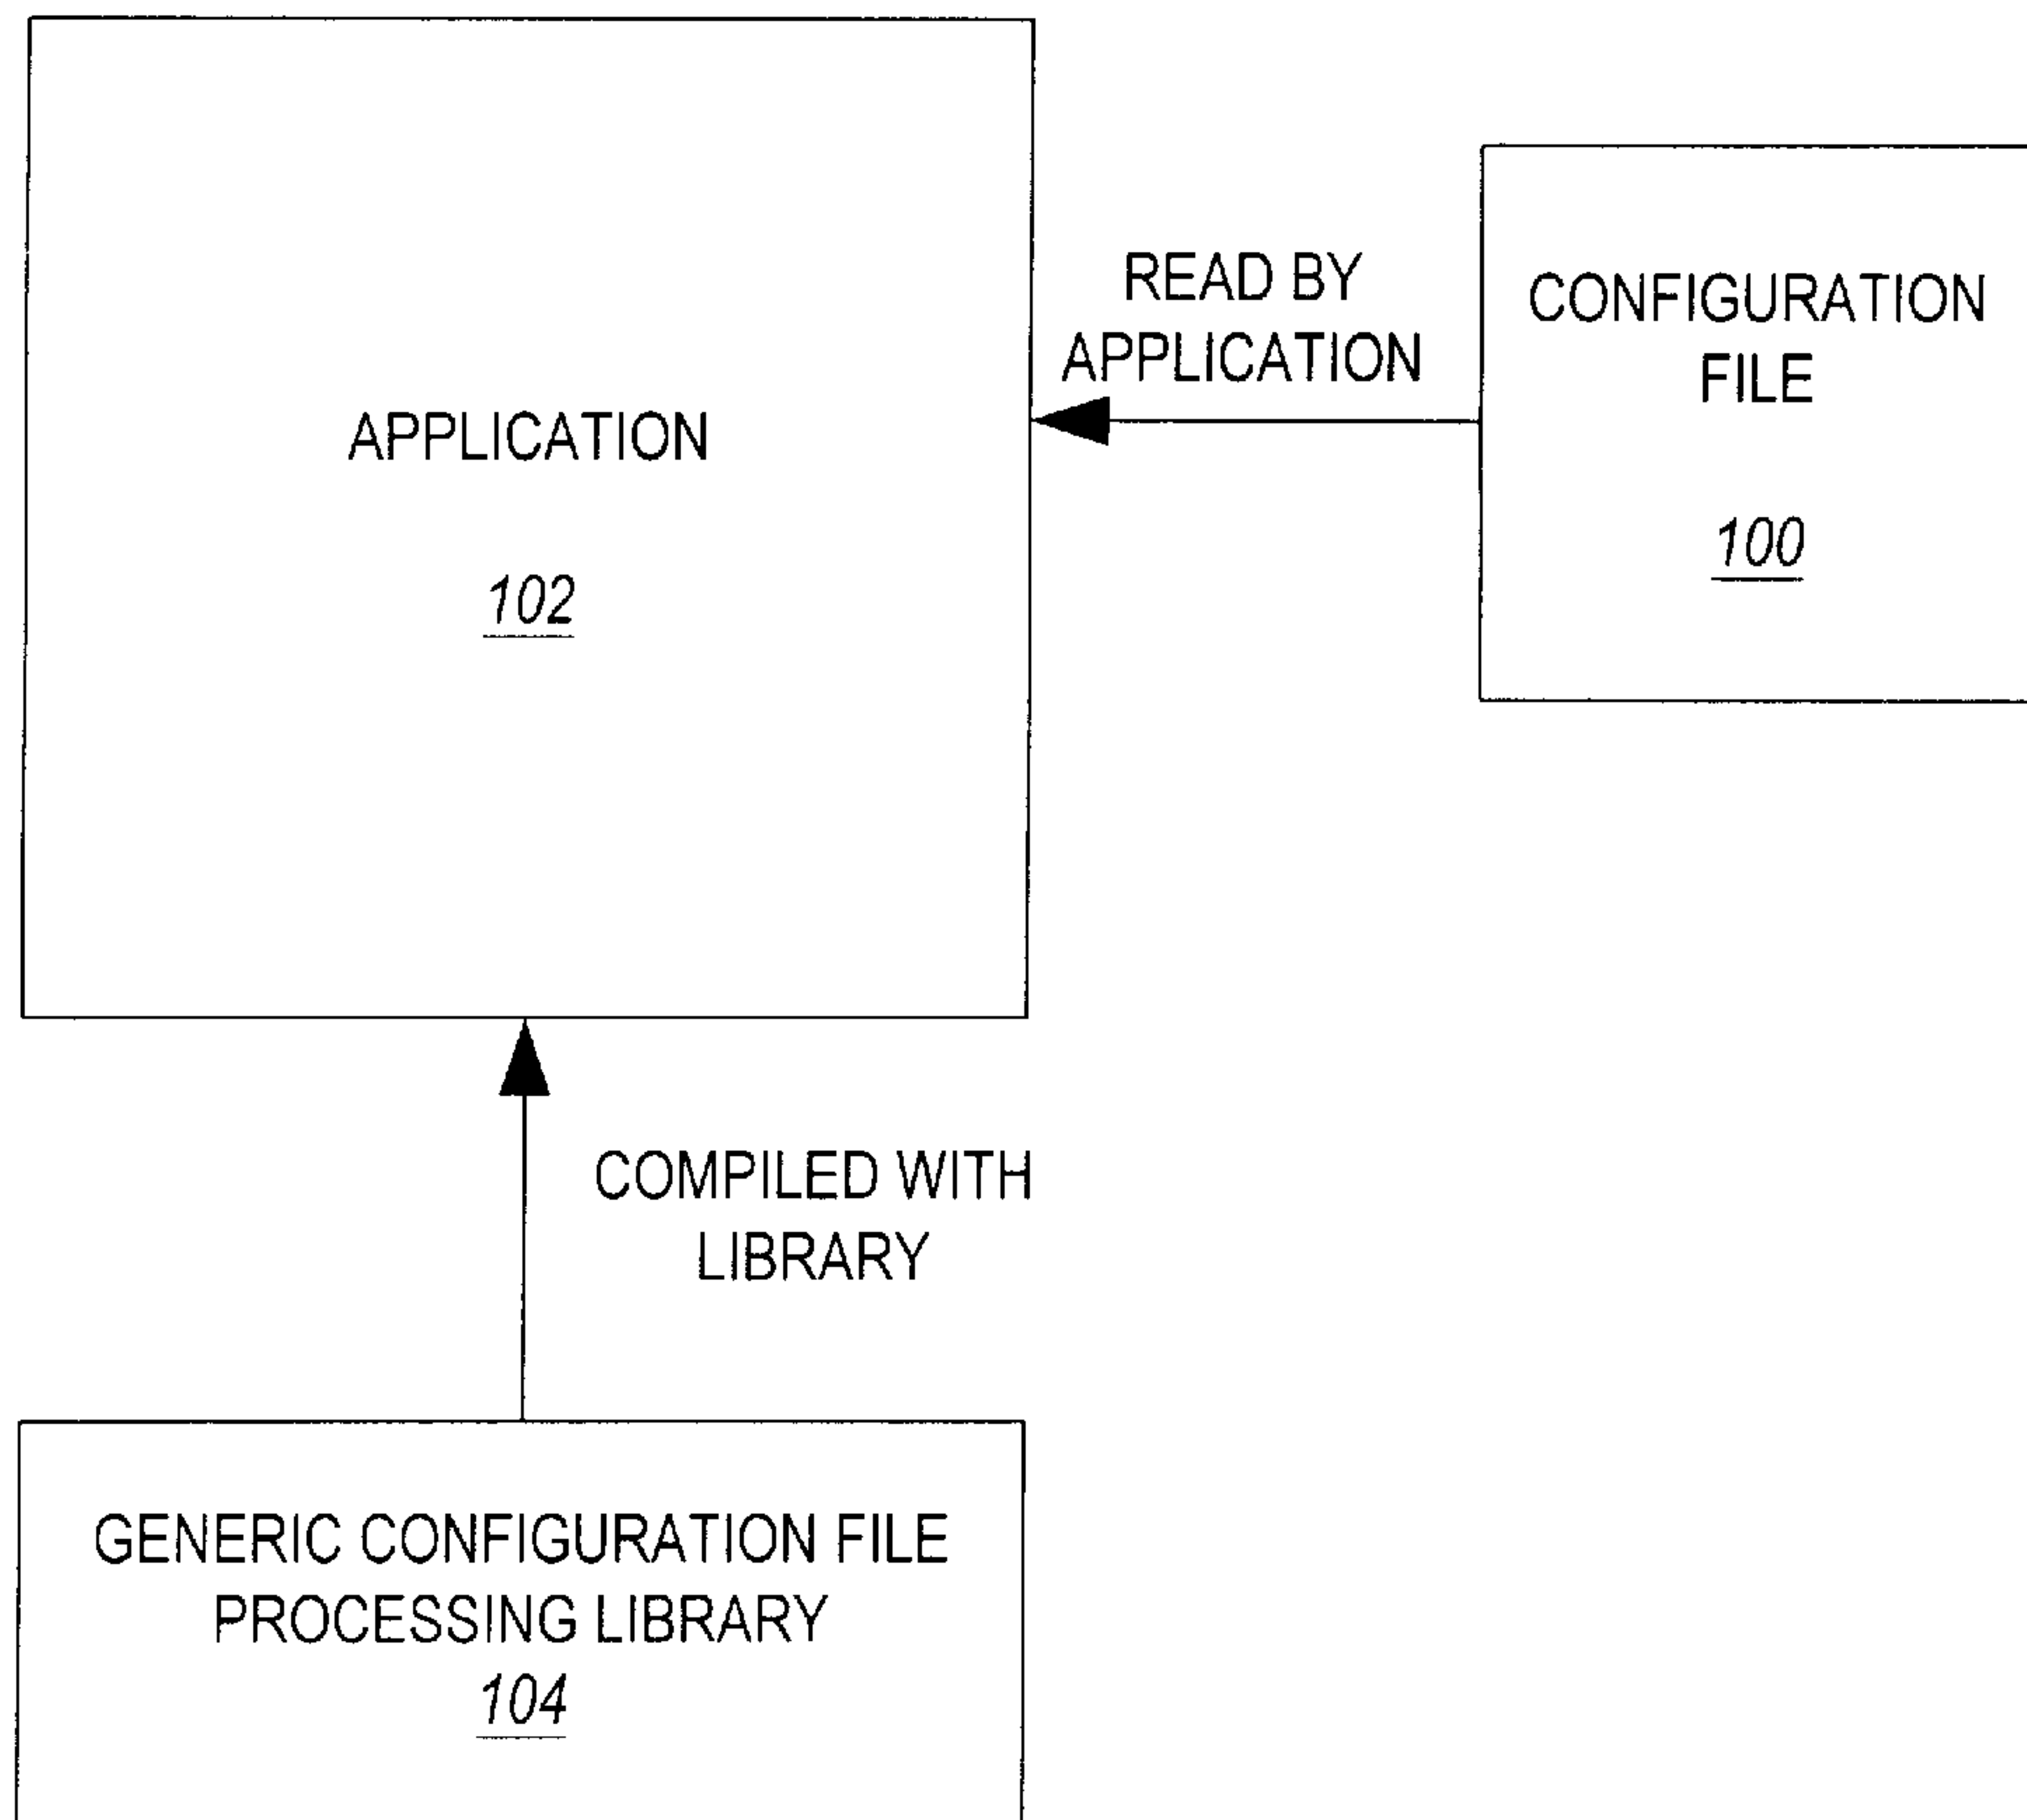 APPLICATION
102
READ BY
APPLICATION
CONFIGURATION
FILE
100
COMPILED WITH
LIBRARY
GENERIC CONFIGURATION FILE
PROCESSING LIBRARY
104